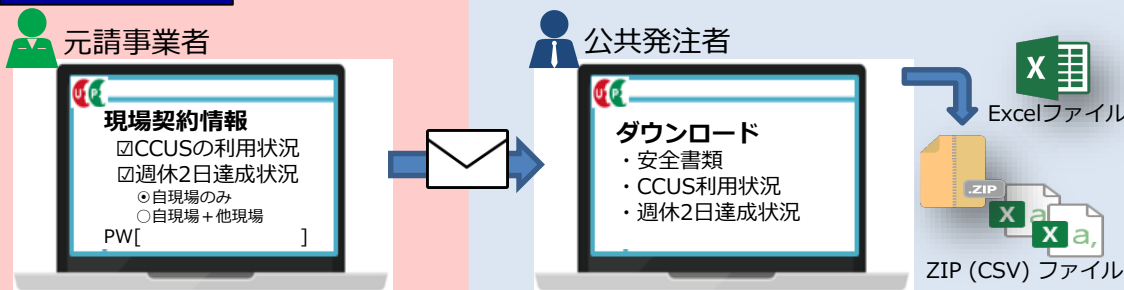 元請事業者
現場契約情報
☑CCUSの利用状況
☑週休2日達成状況
⦿自現場のみ
○自現場+他現場
PW[ ]
公共発注者
ダウンロード
・安全書類
・CCUS利用状況
・週休2日達成状況
X
Excelファイル
.ZIP
X a
X a,
ZIP (CSV) ファイル